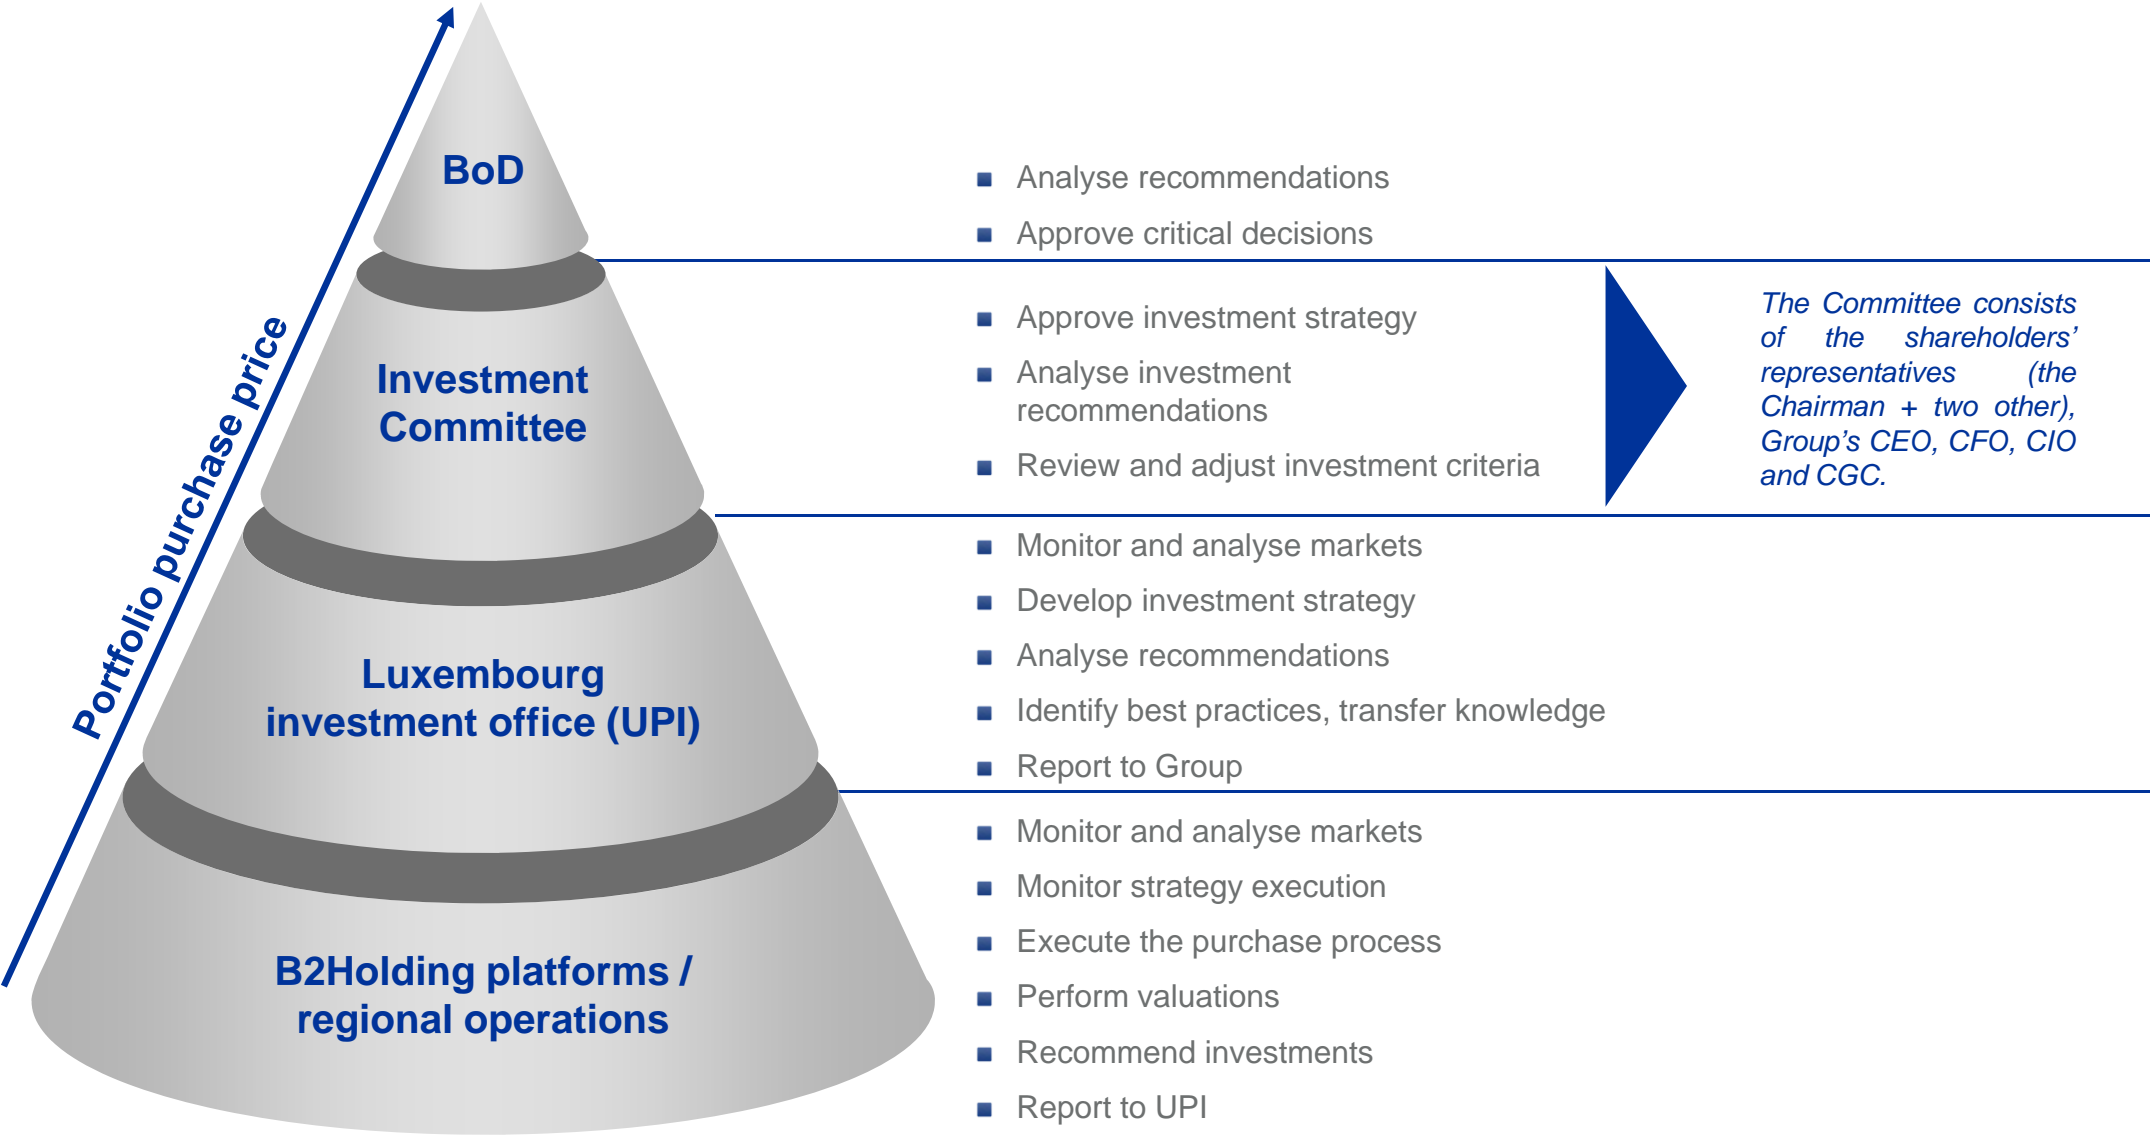 Portfolio purchase price
BoD
Analyse recommendations
Approve critical decisions
Investment
Committee
Approve investment strategy
Analyse investment
recommendations
Review and adjust investment criteria
The Committee consists
of the shareholders’
representatives (the
Chairman + two other),
Group’s CEO, CFO, CIO
and CGC.
Luxembourg
investment office (UPI)
Monitor and analyse markets
Develop investment strategy
Analyse recommendations
Identify best practices, transfer knowledge
Report to Group
B2Holding platforms /
regional operations
Monitor and analyse markets
Monitor strategy execution
Execute the purchase process
Perform valuations
Recommend investments
Report to UPI